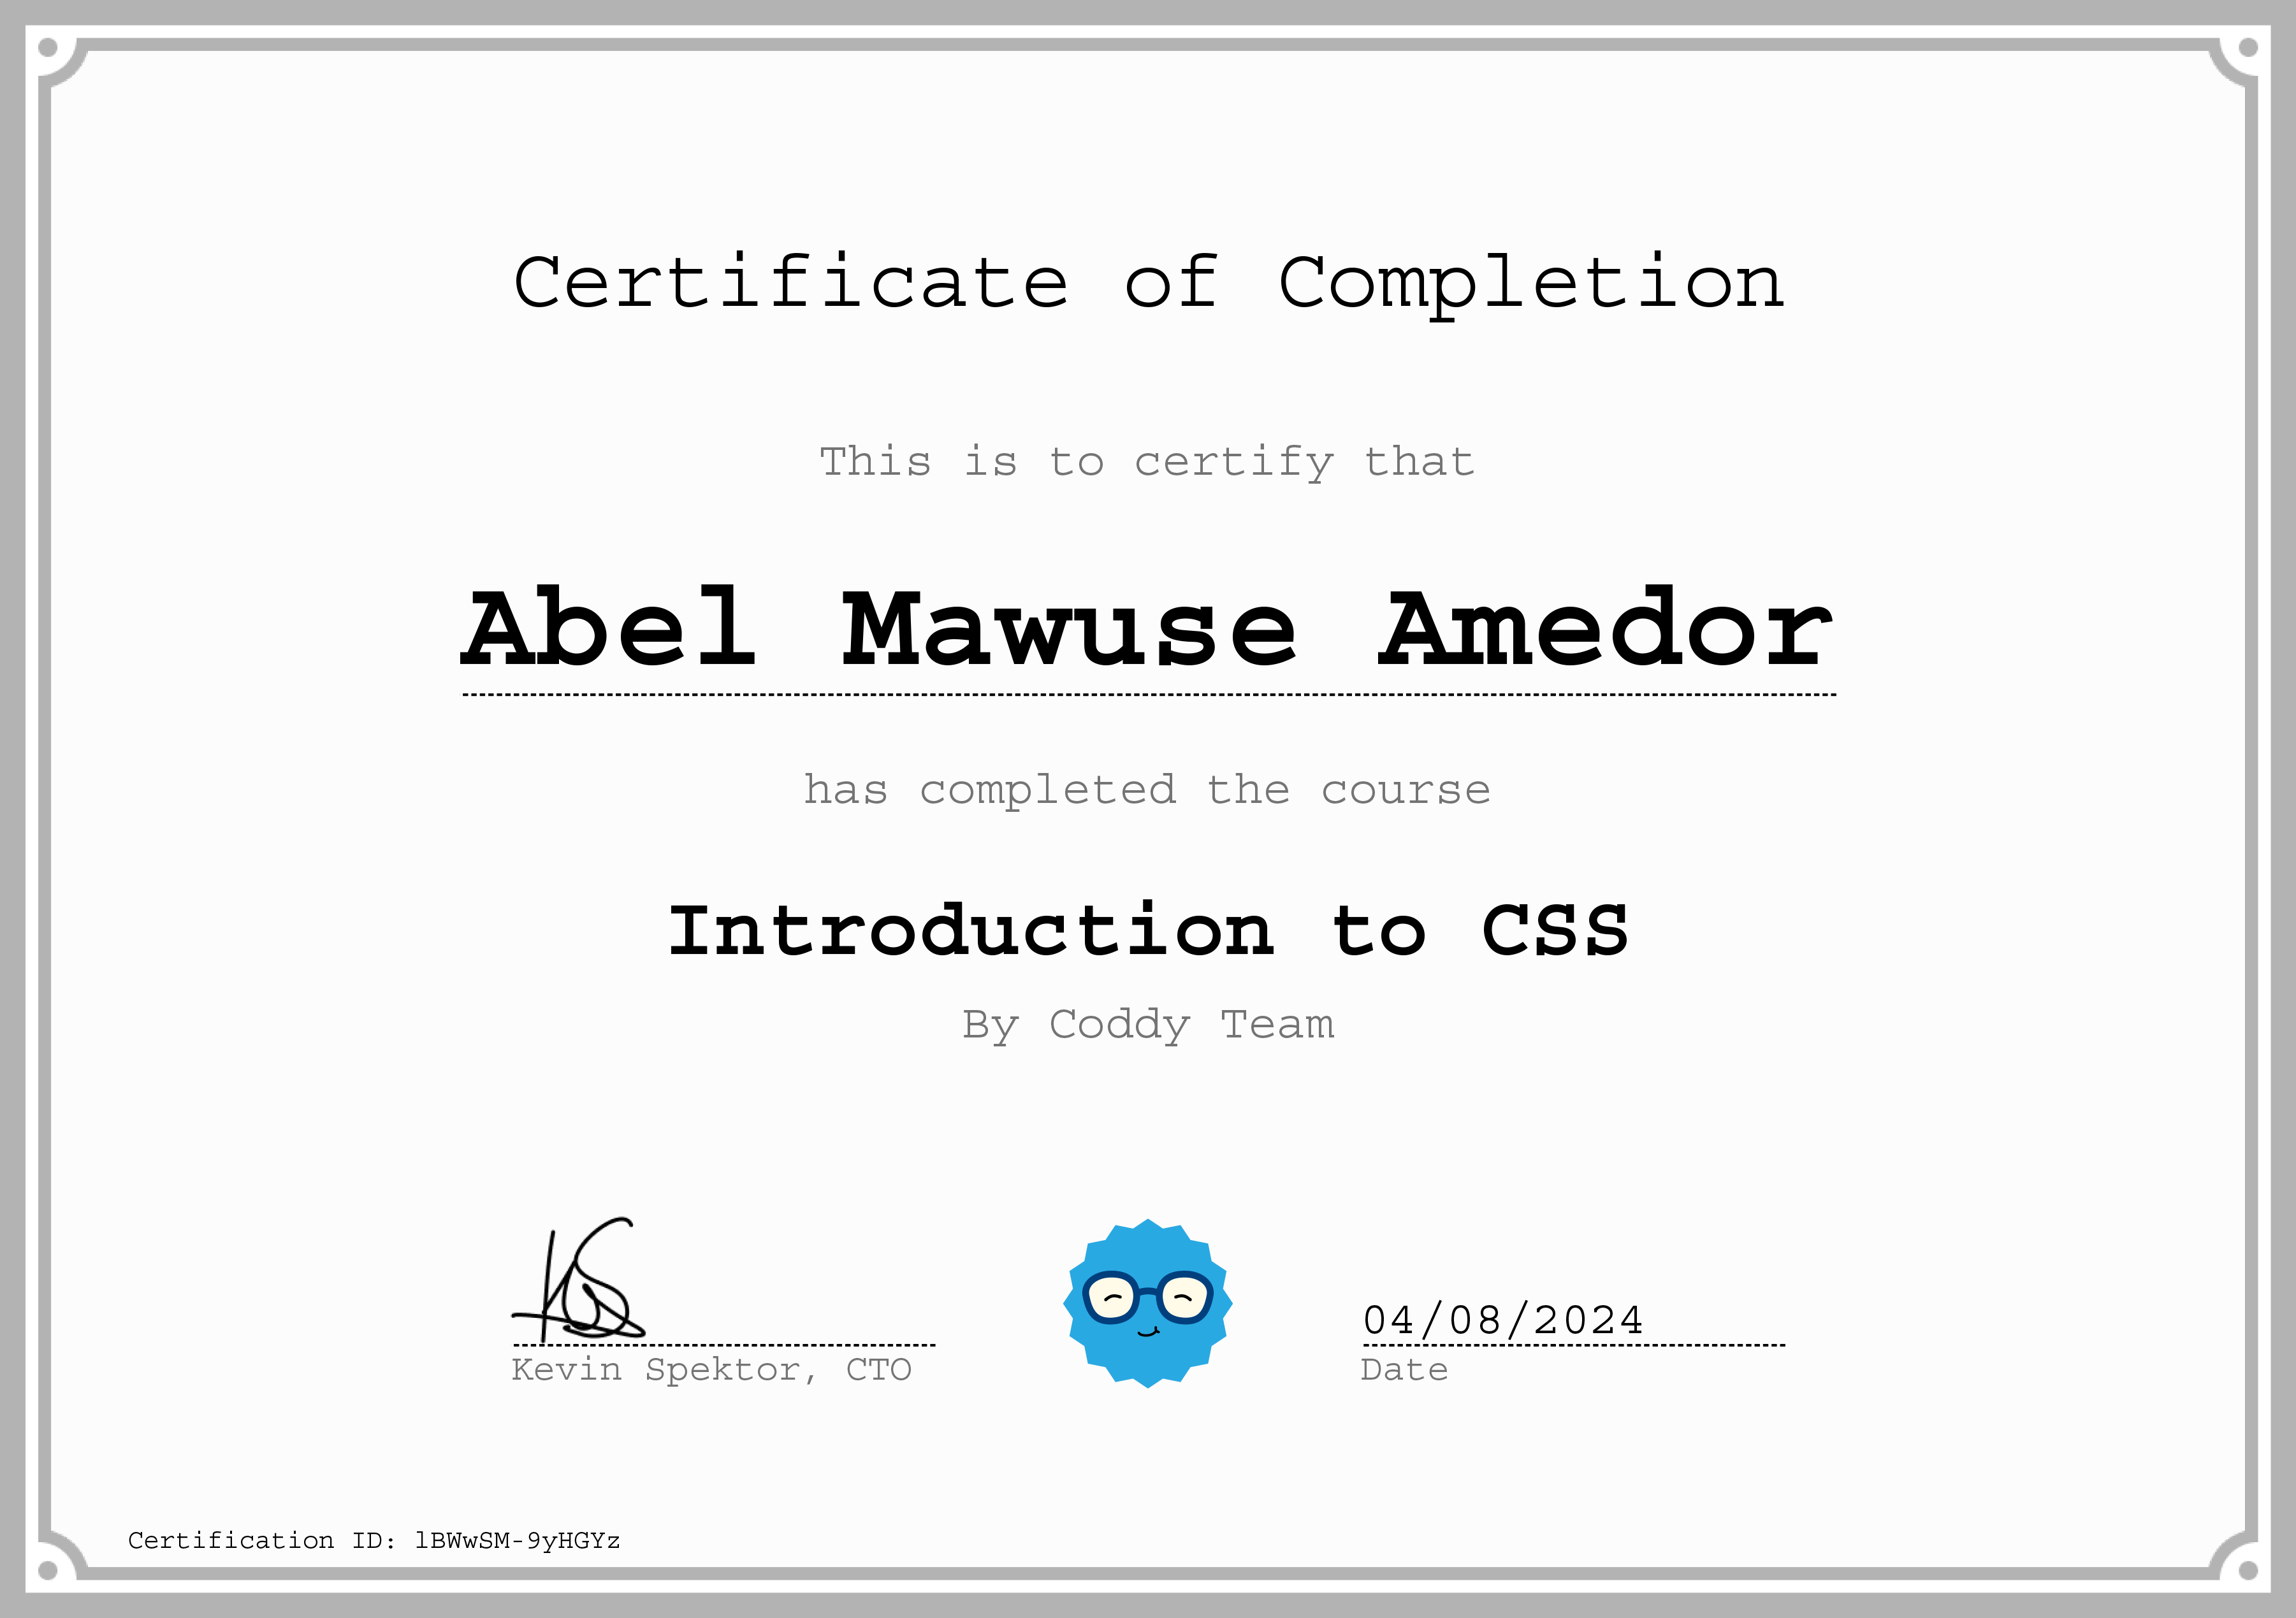 Certificate of Completion
This is to certify that
Abel Mawuse Amedor
has completed the course
Introduction to CSS
By Coddy Team
04/08/2024
Kevin Spektor, CTO
Date
Certification ID: lBWwSM-9yHGYz